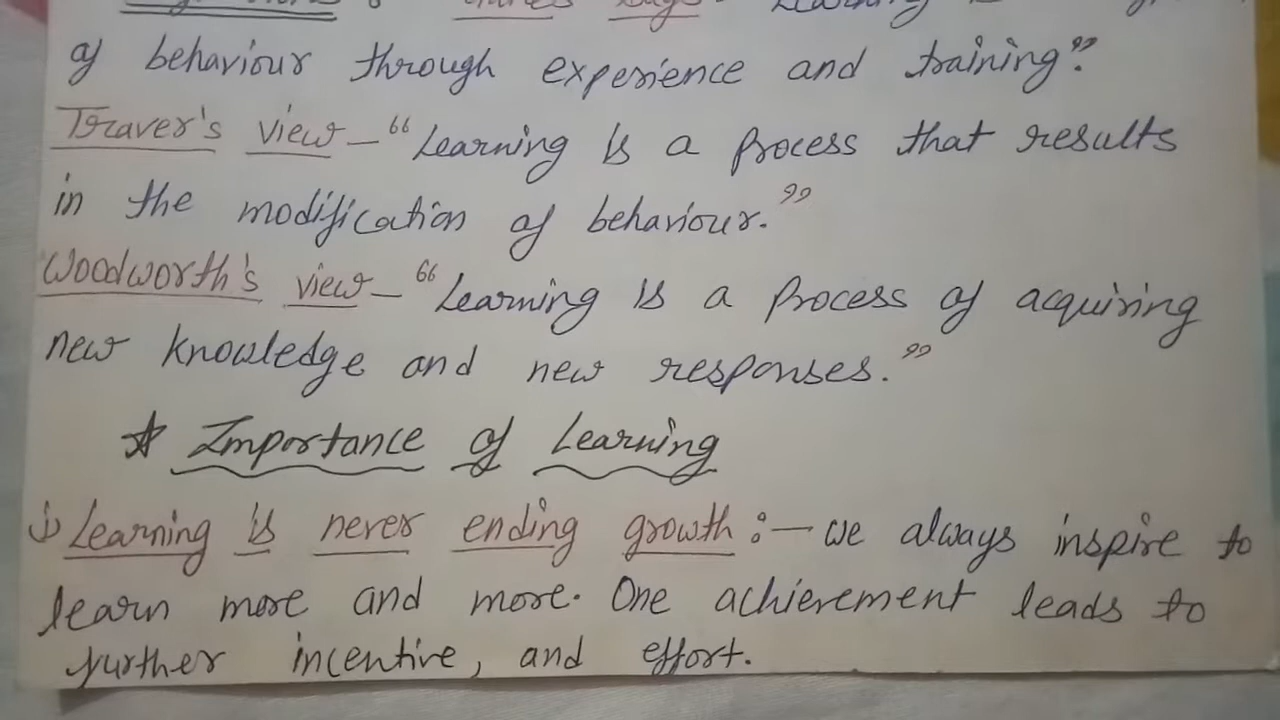 Learning
of behaviour through experience and training."
Traver's view - "Learning is a process that results
in the modification of behaviour."
Woodworth's view - "Learning is a process of acquiring
new knowledge and new responses."
☆ Importance of Learning
i) Learning is never ending growth :- we always inspire to
learn more and more. One achievement leads to
further incentive, and effort.